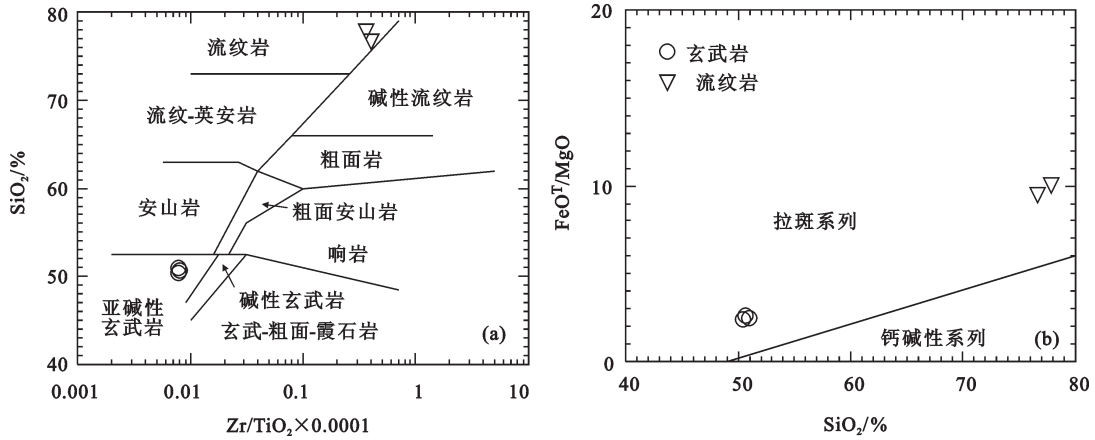 80
70
60
50
40
SiO₂/%
流纹岩
流纹-英安岩
碱性流纹岩
粗面岩
安山岩
粗面安山岩
响岩
亚碱性
玄武岩
碱性玄武岩
玄武-粗面-霞石岩
(a)
0.001
0.01
0.1
1
10
Zr/TiO₂×0.0001
20
10
0
FeOᵀ/MgO
玄武岩
流纹岩
拉斑系列
钙碱性系列
(b)
40
50
60
70
80
SiO₂/%